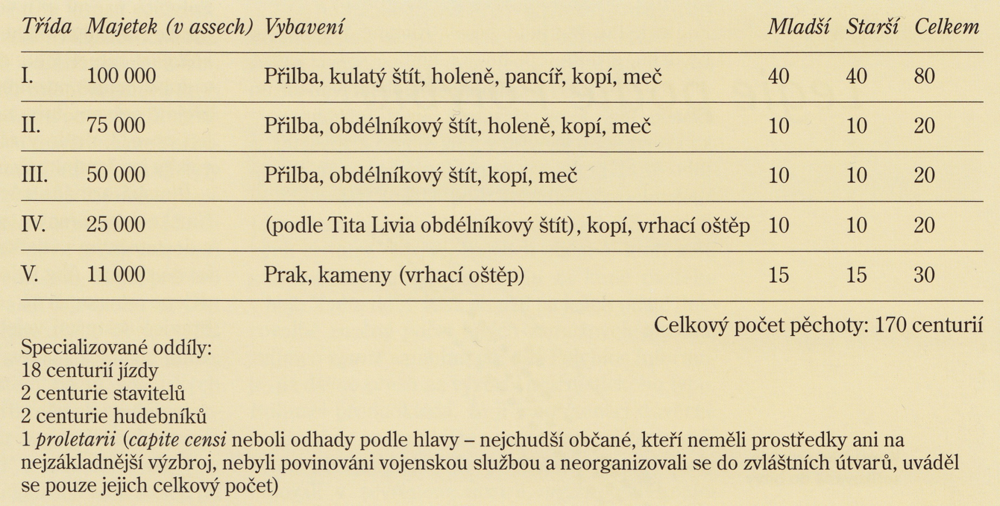 Třída Majetek (v assech) Vybavení Mladší Starší Celkem
I. 100 000 Přilba, kulatý štít, holeně, pancíř, kopí, meč 40 40 80
II. 75 000 Přilba, obdélníkový štít, holeně, kopí, meč 10 10 20
III. 50 000 Přilba, obdélníkový štít, kopí, meč 10 10 20
IV. 25 000 (podle Tita Livia obdélníkový štít), kopí, vrhací oštěp 10 10 20
V. 11 000 Prak, kameny (vrhací oštěp) 15 15 30
Celkový počet pěchoty: 170 centurií
Specializované oddíly:
18 centurií jízdy
2 centurie stavitelů
2 centurie hudebníků
1 proletarii (capite censi neboli odhady podle hlavy – nejchudší občané, kteří neměli prostředky ani na
nejzákladnější výzbroj, nebyli povinováni vojenskou službou a neorganizovali se do zvláštních útvarů, uváděl
se pouze jejich celkový počet)